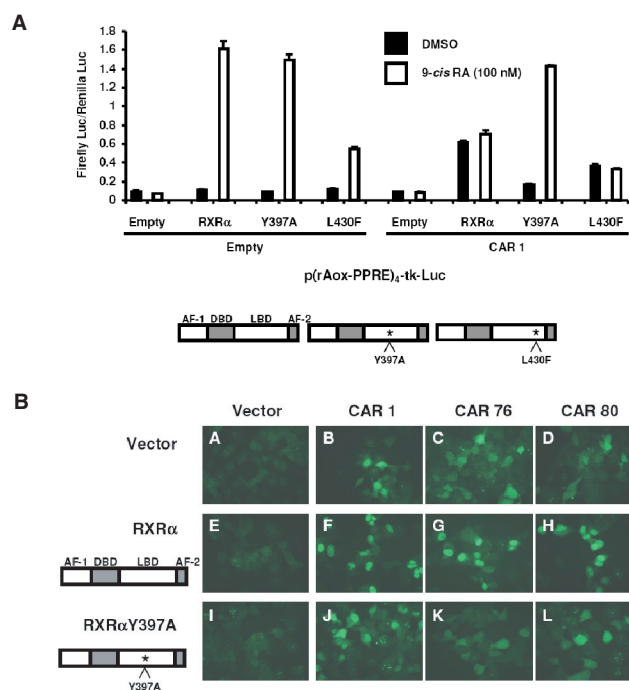 A
1.8
1.6
1.4
1.2
1
0.8
0.6
0.4
0.2
0
Firefly Luc/Renilla Luc
DMSO
9-cis RA (100 nM)
Empty RXRα Y397A L430F Empty RXRα Y397A L430F
Empty CAR 1
p(rAox-PPRE)4-tk-Luc
AF-1 DBD LBD AF-2
* *
Y397A L430F
B
Vector CAR 1 CAR 76 CAR 80
Vector
A B C D
RXRα
E F G H
AF-1 DBD LBD AF-2
RXRαY397A
I J K L
*
Y397A